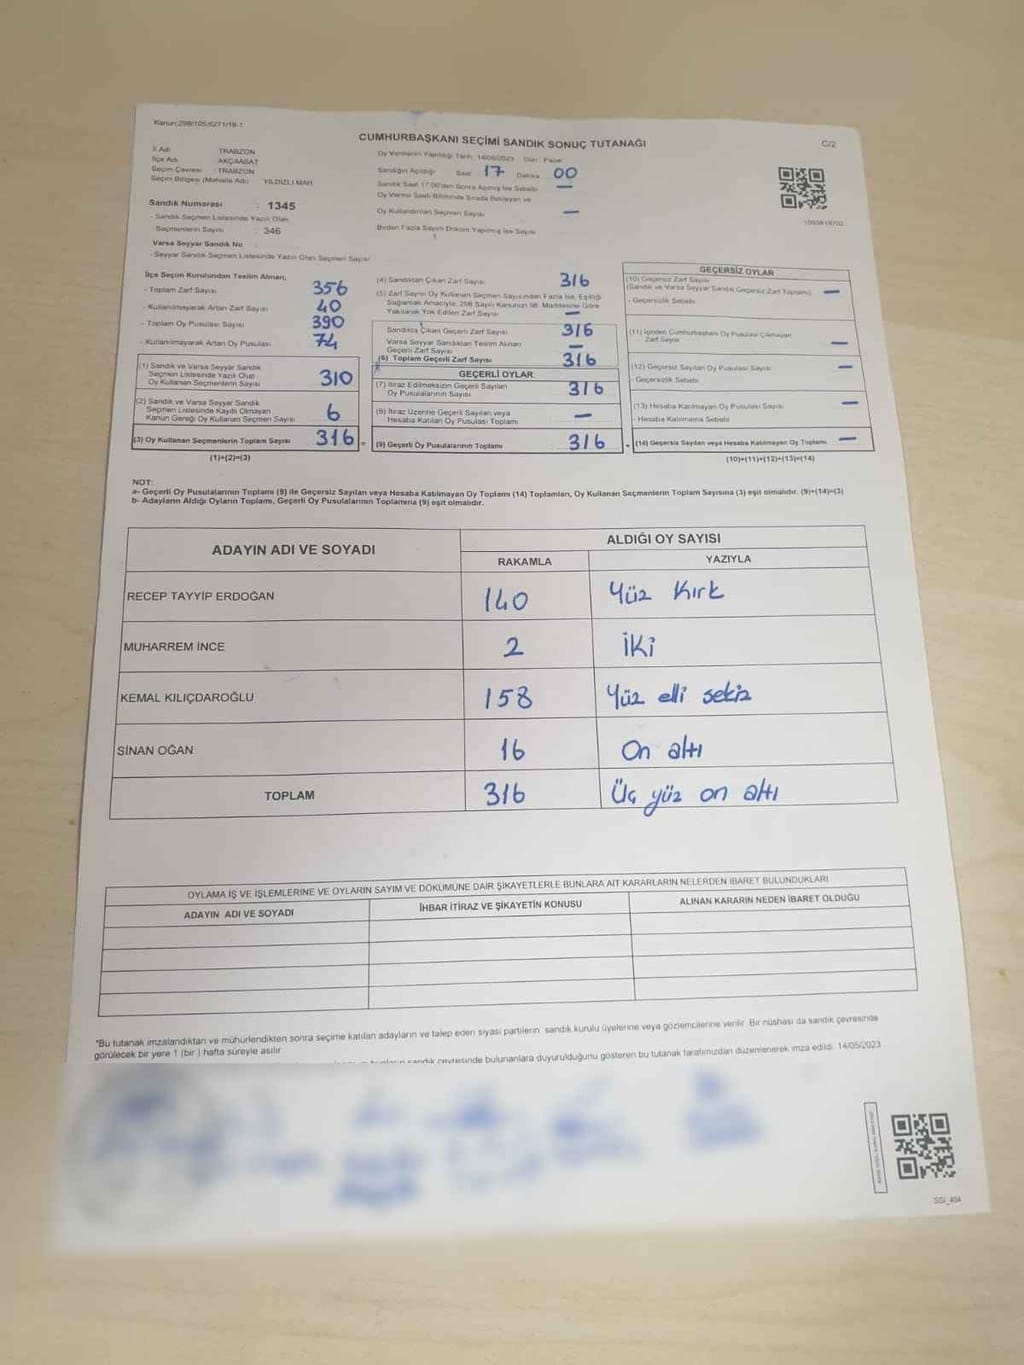 Kanun:298/105,6271/18-1
CUMHURBAŞKANI SEÇİMİ SANDIK SONUÇ TUTANAĞI
C/2
İl Adı : TRABZON
İlçe Adı : AKÇAABAT
Seçim Çevresi : TRABZON
Seçim Bölgesi (Mahalle Adı) : YILDIZLI MAH.
Sandık Numarası : 1345
- Sandık Seçmen Listesinde Yazılı Olan
Seçmenlerin Sayısı : 346
Varsa Seyyar Sandık No
- Seyyar Sandık Seçmen Listesinde Yazılı Olan Seçmen Sayısı
Oy Vermenin Yapıldığı Tarih: 14/05/2023 Gün: Pazar
Sandığın Açıldığı Saat 17 Dakika 00
Sandık Saat 17:00'den Sonra Açılmış İse Sebebi —
Oy Verme Saati Bitiminde Sırada Bekleyen ve
Oy Kullandırılan Seçmen Sayısı —
Birden Fazla Sayım Döküm Yapılmış İse Sayısı
İlçe Seçim Kurulundan Teslim Alınan;
- Toplam Zarf Sayısı 356
- Kullanılmayarak Artan Zarf Sayısı 40
- Toplam Oy Pusulası Sayısı 390
- Kullanılmayarak Artan Oy Pusulası 74
(1) Sandık ve Varsa Seyyar Sandık
Seçmen Listesinde Yazılı Olup
Oy Kullanan Seçmenlerin Sayısı 310
(2) Sandık ve Varsa Seyyar Sandık
Seçmen Listesinde Kayıtlı Olmayan
Kanun Gereği Oy Kullanan Seçmen Sayısı 6
(3) Oy Kullanan Seçmenlerin Toplam Sayısı 316 =
(1)+(2)=(3)
(4) Sandıktan Çıkan Zarf Sayısı 316
(5) Zarf Sayısı Oy Kullanan Seçmen Sayısından Fazla İse, Eşitliği
Sağlamak Amacıyla, 298 Sayılı Kanunun 98. Maddesine Göre
Yakılarak Yok Edilen Zarf Sayısı —
Sandıkta Çıkan Geçerli Zarf Sayısı 316
Varsa Seyyar Sandıktan Teslim Alınan
Geçerli Zarf Sayısı —
(6) Toplam Geçerli Zarf Sayısı 316
GEÇERLİ OYLAR
(7) İtiraz Edilmeksizin Geçerli Sayılan
Oy Pusulalarının Sayısı 316
(8) İtiraz Üzerine Geçerli Sayılan veya
Hesaba Katılan Oy Pusulası Toplamı —
(9) Geçerli Oy Pusulalarının Toplamı 316 +
GEÇERSİZ OYLAR
(10) Geçersiz Zarf Sayısı
(Sandık ve Varsa Seyyar Sandık Geçersiz Zarf Toplamı) —
- Geçersizlik Sebebi
(11) İçinden Cumhurbaşkanı Oy Pusulası Çıkmayan
Zarf Sayısı —
(12) Geçersiz Sayılan Oy Pusulası Sayısı —
- Geçersizlik Sebebi
(13) Hesaba Katılmayan Oy Pusulası Sayısı —
- Hesaba Katılmama Sebebi
(14) Geçersiz Sayılan veya Hesaba Katılmayan Oy Toplamı —
(10)+(11)+(12)+(13)=(14)
NOT:
a- Geçerli Oy Pusulalarının Toplamı (9) ile Geçersiz Sayılan veya Hesaba Katılmayan Oy Toplamı (14) Toplamları, Oy Kullanan Seçmenlerin Toplam Sayısına (3) eşit olmalıdır. (9)+(14)=(3)
b- Adayların Aldığı Oyların Toplamı, Geçerli Oy Pusulalarının Toplamına (9) eşit olmalıdır.
ADAYIN ADI VE SOYADI
ALDIĞI OY SAYISI
RAKAMLA YAZIYLA
RECEP TAYYİP ERDOĞAN 140 Yüz Kırk
MUHARREM İNCE 2 İki
KEMAL KILIÇDAROĞLU 158 Yüz elli sekiz
SİNAN OĞAN 16 On altı
TOPLAM 316 Üç yüz on altı
OYLAMA İŞ VE İŞLEMLERİNE VE OYLARIN SAYIM VE DÖKÜMÜNE DAİR ŞİKAYETLERLE BUNLARA AİT KARARLARIN NELERDEN İBARET BULUNDUKLARI
ADAYIN ADI VE SOYADI İHBAR İTİRAZ VE ŞİKAYETİN KONUSU ALINAN KARARIN NEDEN İBARET OLDUĞU
*Bu tutanak imzalandıktan ve mühürlendikten sonra seçime katılan adayların ve talep eden siyasi partilerin sandık kurulu üyelerine veya gözlemcilerine verilir. Bir nüshası da sandık çevresinde
görülecek bir yere 1 (bir) hafta süreyle asılır
sandık çevresinde bulunanlara duyurulduğunu gösteren bu tutanak tarafımızdan düzenlenerek imza edildi. 14/05/2023
SSI_404